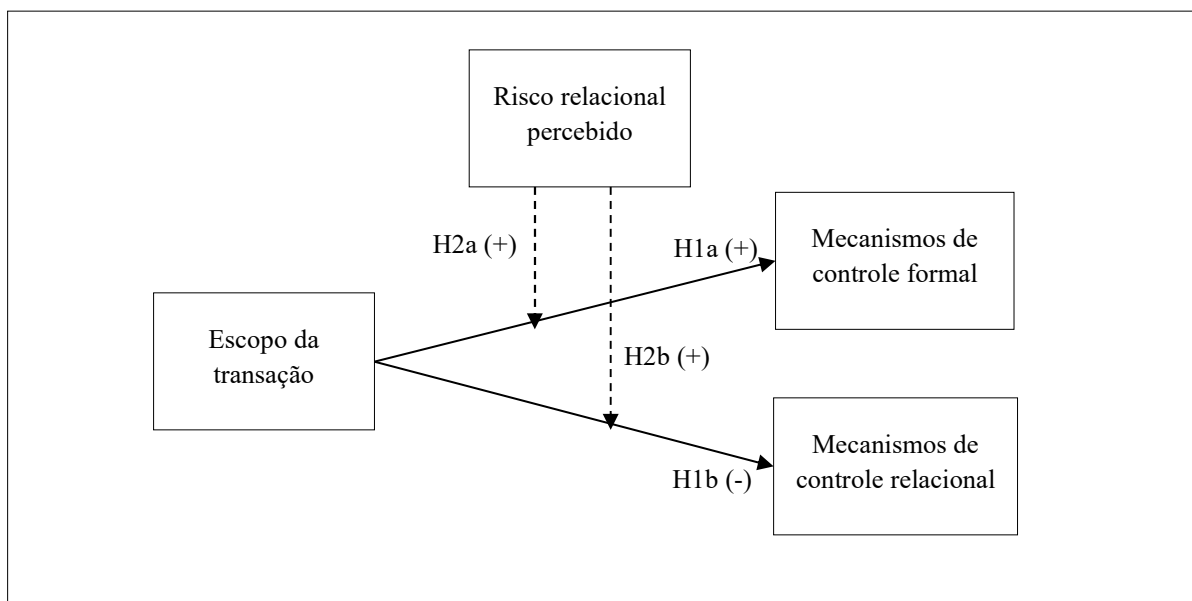 Risco relacional
percebido
H2a (+)
H1a (+)
Mecanismos de
controle formal
Escopo da
transação
H2b (+)
H1b (-)
Mecanismos de
controle relacional